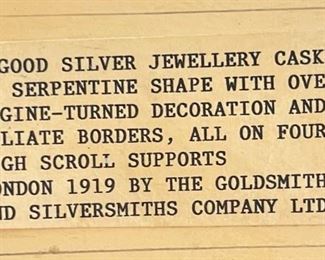 GOOD SILVER JEWELLERY CASK
SERPENTINE SHAPE WITH OVE
GINE-TURNED DECORATION AND
LIATE BORDERS, ALL ON FOUR
GH SCROLL SUPPORTS
ONDON 1919 BY THE GOLDSMITH
ND SILVERSMITHS COMPANY LTD